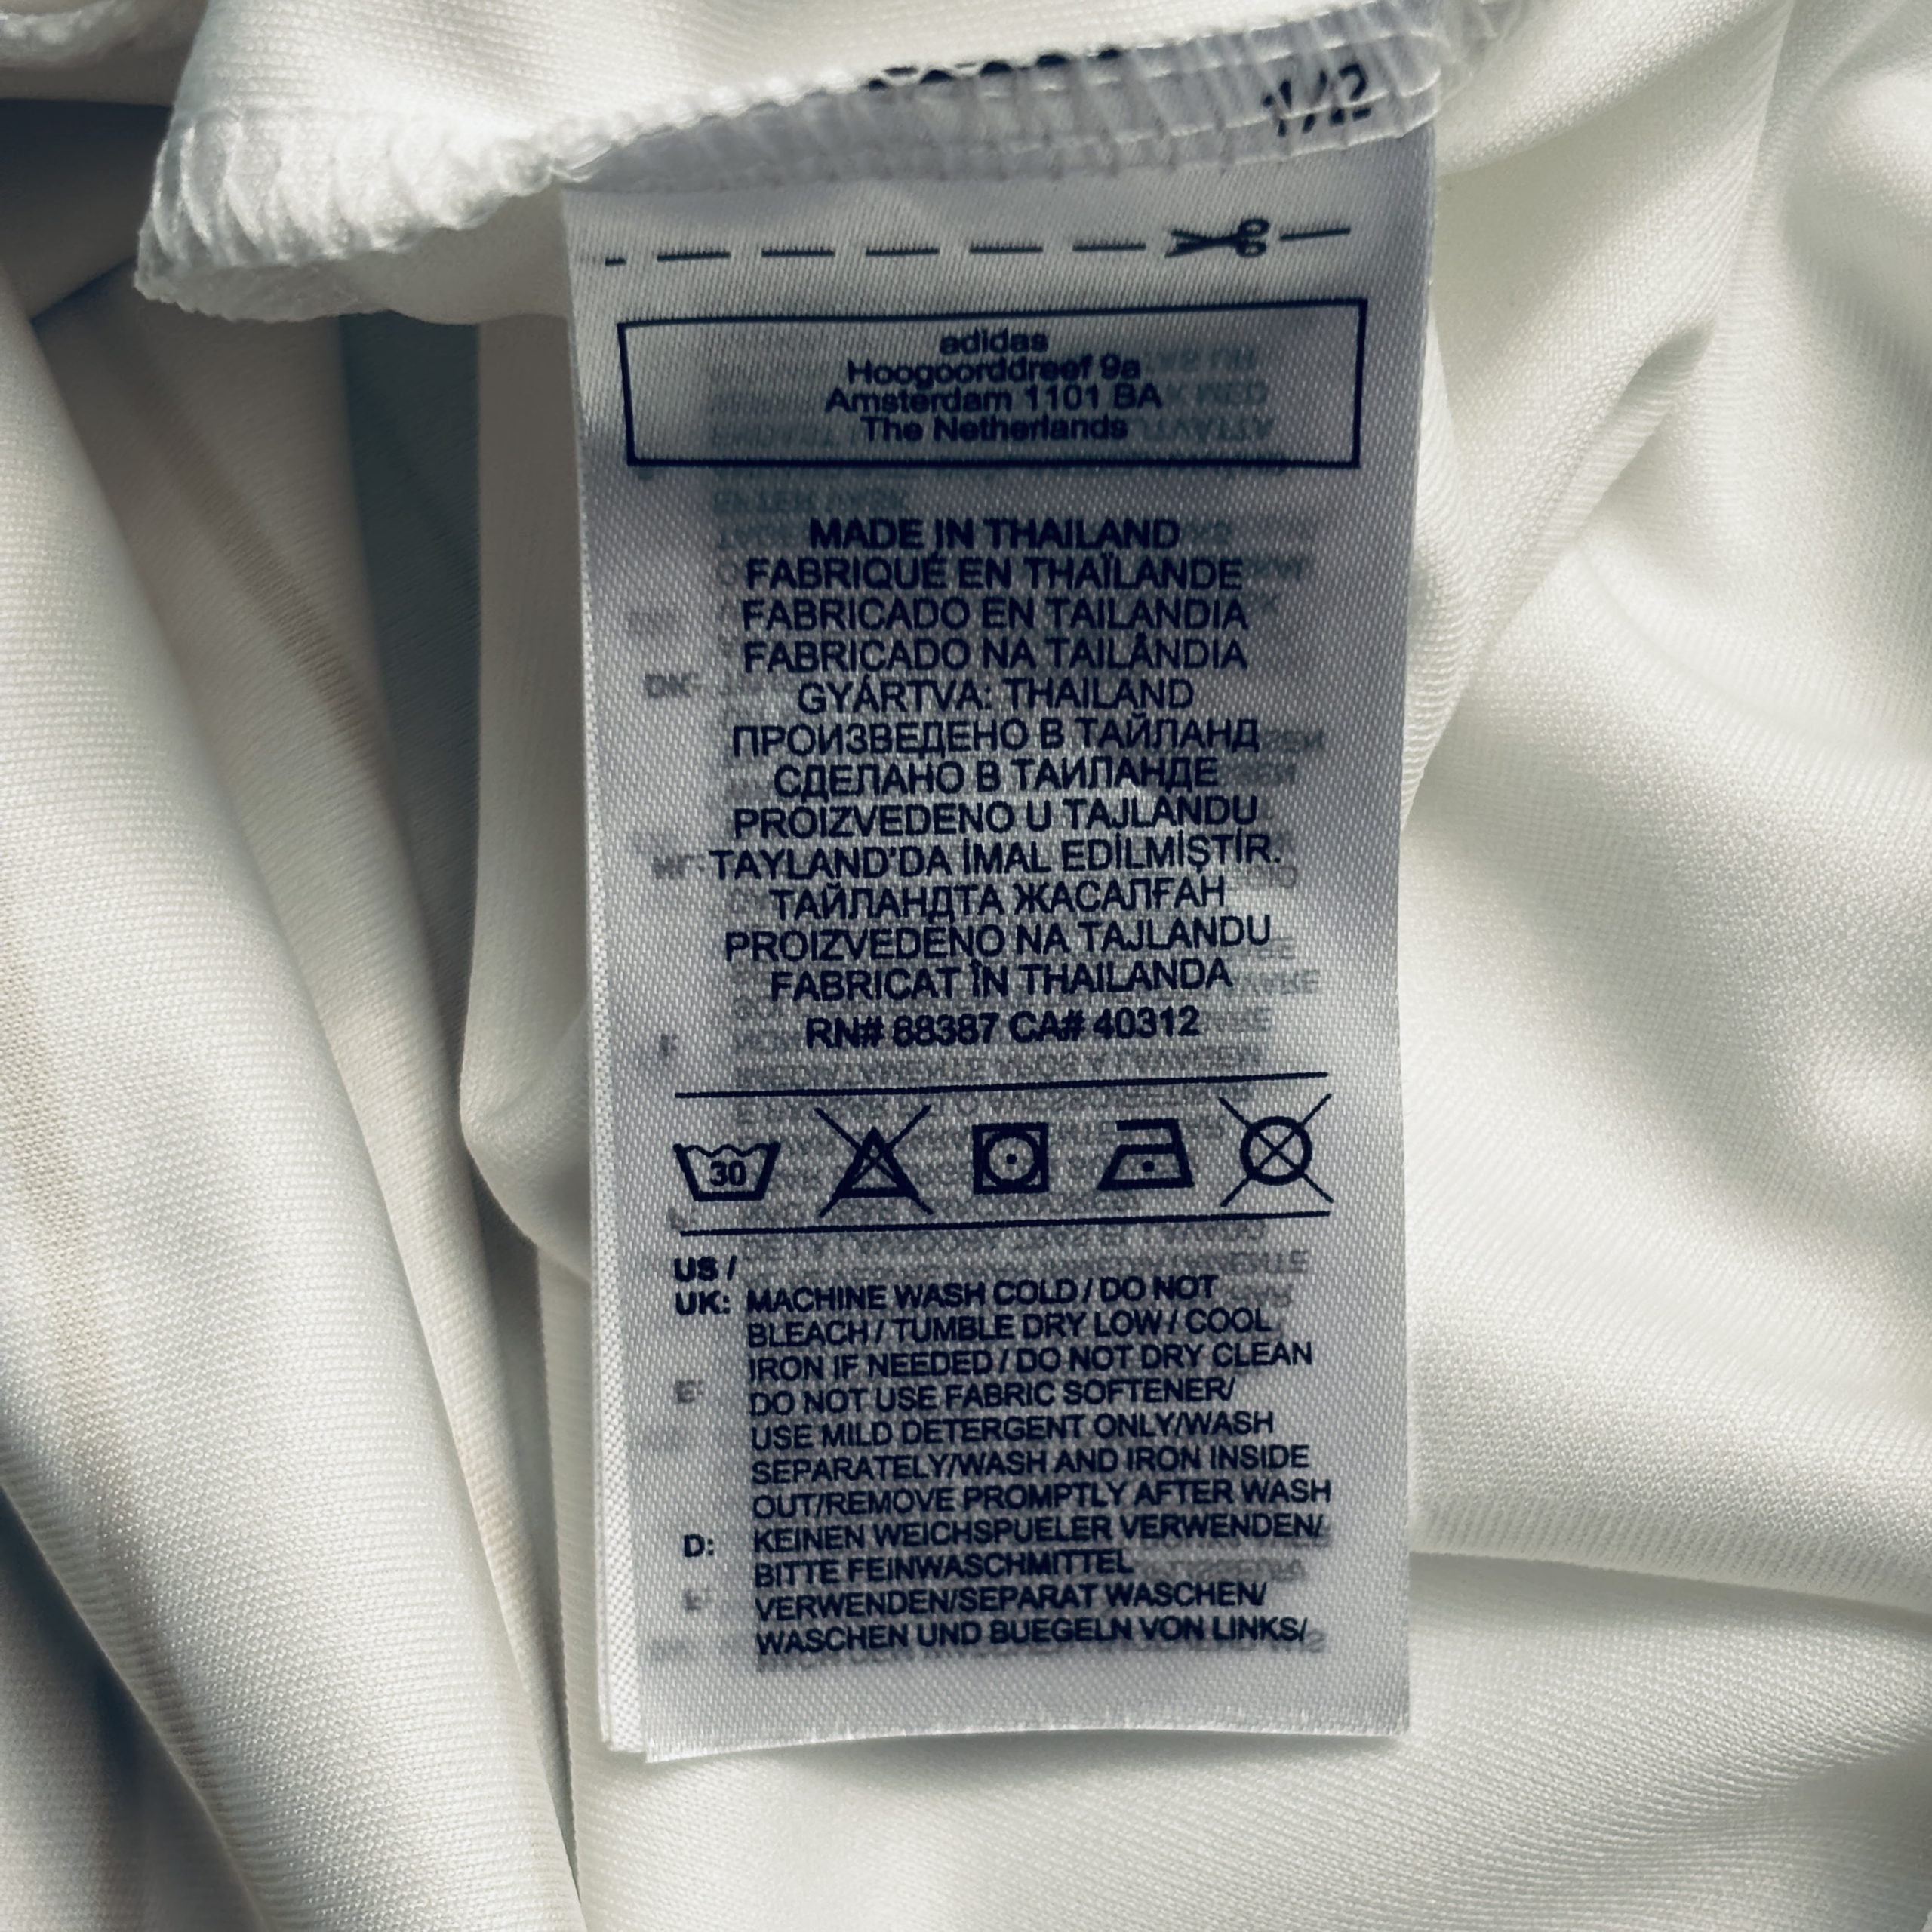 1/2
adidas
Hoogoorddreef 9a
Amsterdam 1101 BA
The Netherlands
MADE IN THAILAND
FABRIQUÉ EN THAÏLANDE
FABRICADO EN TAILANDIA
FABRICADO NA TAILÂNDIA
GYÁRTVA: THAILAND
ПРОИЗВЕДЕНО В ТАЙЛАНД
СДЕЛАНО В ТАИЛАНДЕ
PROIZVEDENO U TAJLANDU
TAYLAND'DA İMAL EDİLMİŞTİR.
ТАЙЛАНДТА ЖАСАЛҒАН
PROIZVEDENO NA TAJLANDU
FABRICAT ÎN THAILANDA
RN# 88387 CA# 40312
30
US /
UK: MACHINE WASH COLD / DO NOT
BLEACH / TUMBLE DRY LOW / COOL
IRON IF NEEDED / DO NOT DRY CLEAN
DO NOT USE FABRIC SOFTENER/
USE MILD DETERGENT ONLY/WASH
SEPARATELY/WASH AND IRON INSIDE
OUT/REMOVE PROMPTLY AFTER WASH
D: KEINEN WEICHSPUELER VERWENDEN/
BITTE FEINWASCHMITTEL
VERWENDEN/SEPARAT WASCHEN/
WASCHEN UND BUEGELN VON LINKS/